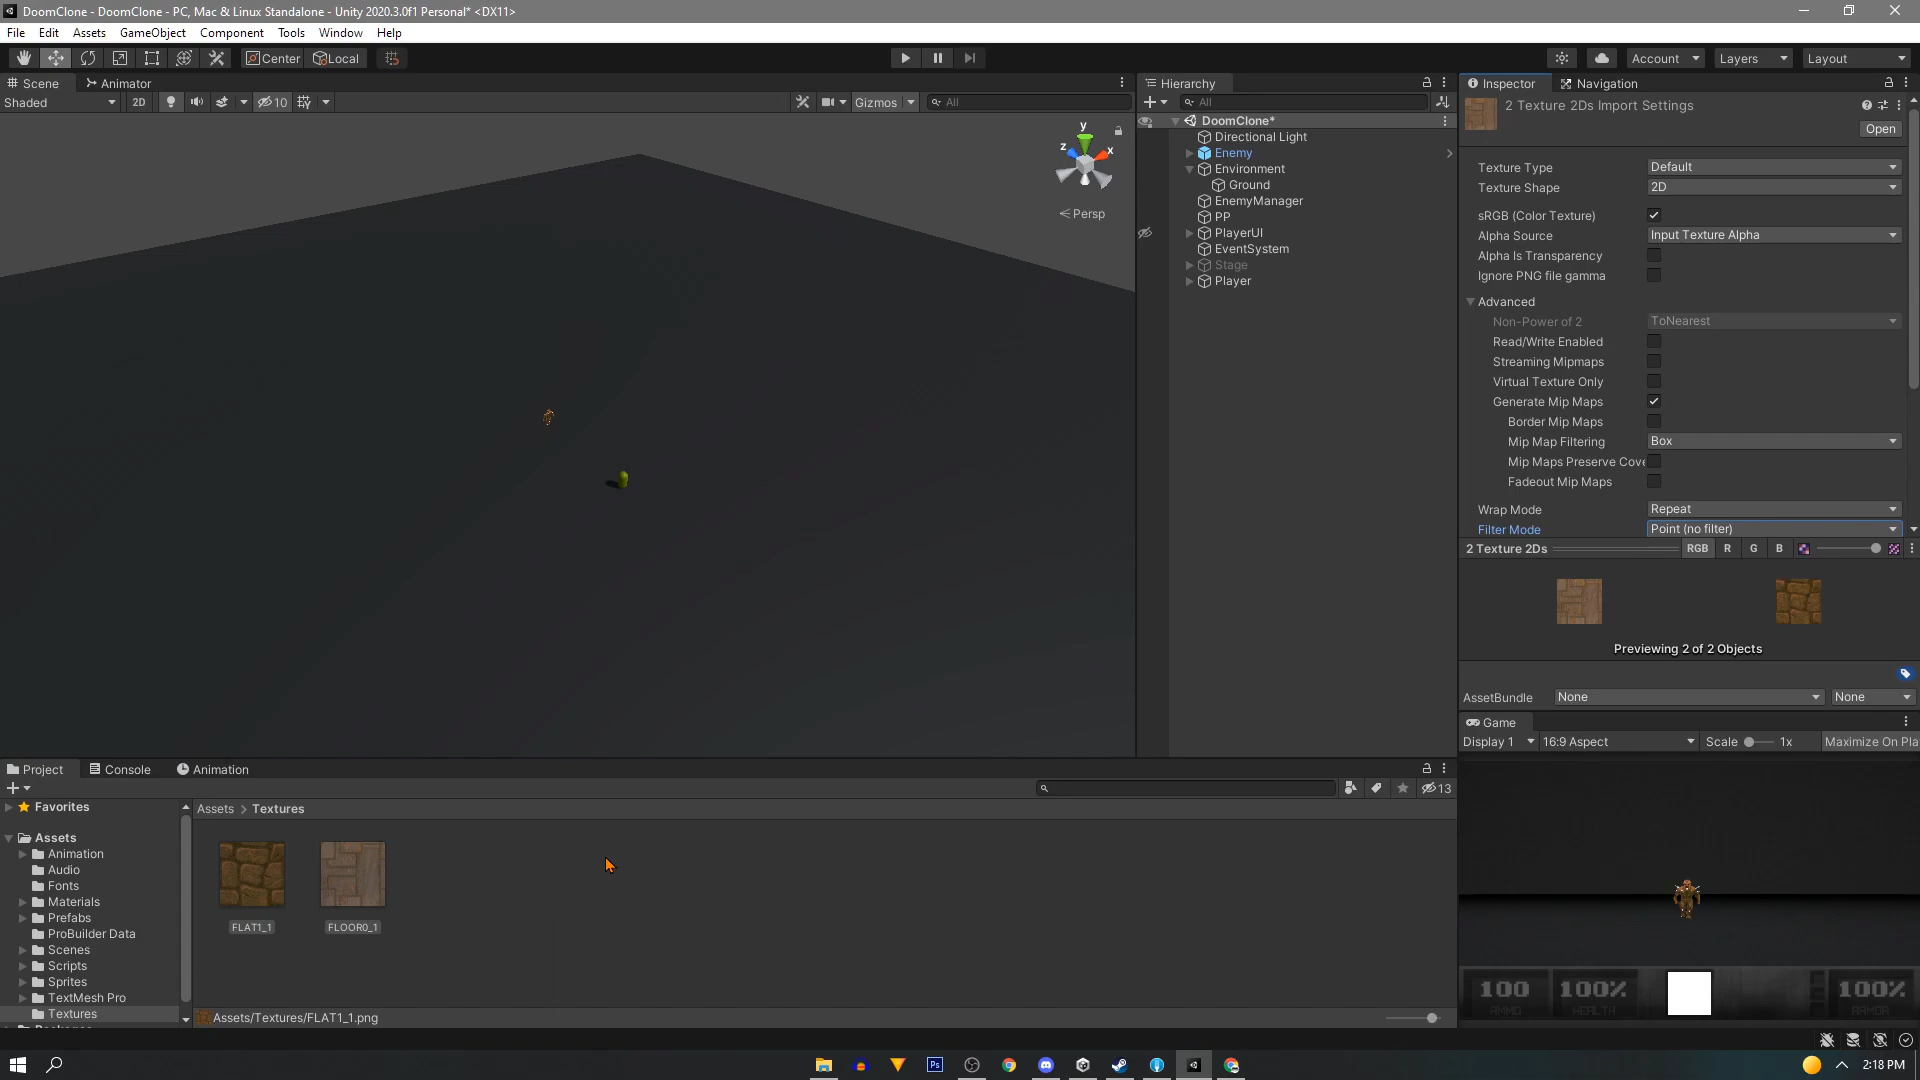 DoomClone - DoomClone - PC, Mac & Linux Standalone - Unity 2020.3.0f1 Personal* <DX11>
File Edit Assets GameObject Component Tools Window Help
Center Local Account Layers Layout
Scene Animator
Shaded 2D 10 Gizmos All
y
z x
Persp
Hierarchy
All
DoomClone*
Directional Light
Enemy
Environment
Ground
EnemyManager
PP
PlayerUI
EventSystem
Stage
Player
Inspector Navigation
2 Texture 2Ds Import Settings
Open
Texture Type Default
Texture Shape 2D
sRGB (Color Texture)
Alpha Source Input Texture Alpha
Alpha Is Transparency
Ignore PNG file gamma
Advanced
Non-Power of 2 ToNearest
Read/Write Enabled
Streaming Mipmaps
Virtual Texture Only
Generate Mip Maps
Border Mip Maps
Mip Map Filtering Box
Mip Maps Preserve Cove
Fadeout Mip Maps
Wrap Mode Repeat
Filter Mode Point (no filter)
2 Texture 2Ds RGB R G B
Previewing 2 of 2 Objects
AssetBundle None None
Game
Display 1 16:9 Aspect Scale 1x Maximize On Pla
100 100% 100%
AMMO HEALTH ARMOR
Project Console Animation
13
Favorites
Assets
Animation
Audio
Fonts
Materials
Prefabs
ProBuilder Data
Scenes
Scripts
Sprites
TextMesh Pro
Textures
Assets > Textures
FLAT1_1 FLOOR0_1
Assets/Textures/FLAT1_1.png
Ps
2:18 PM